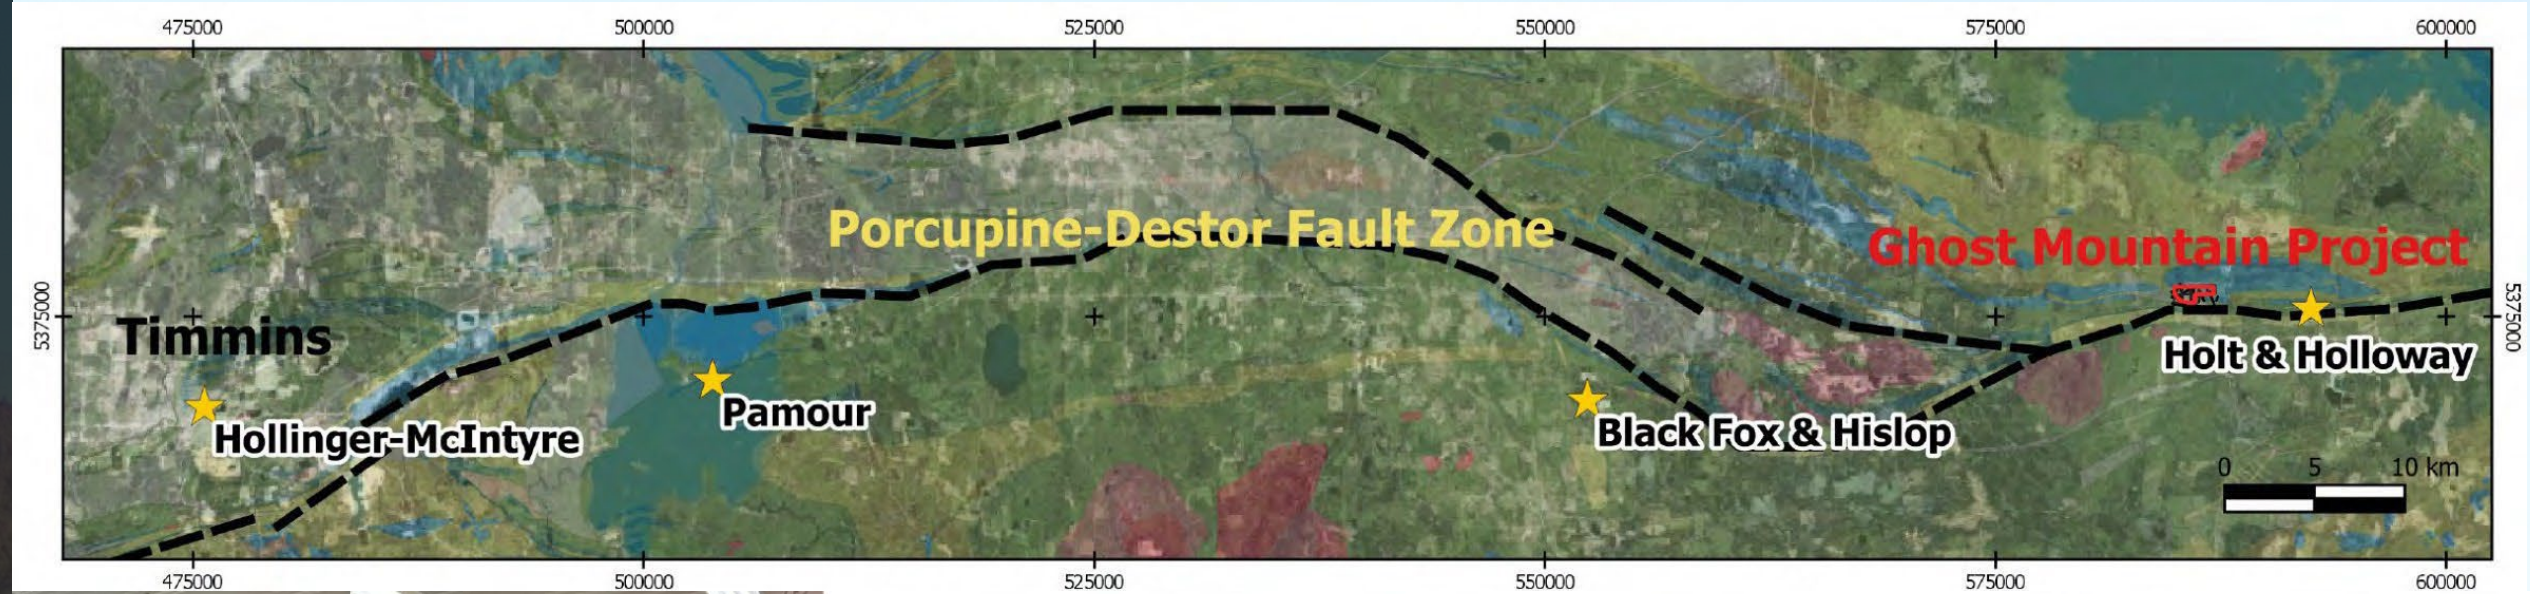 475000
500000
525000
550000
575000
600000
Porcupine-Destor Fault Zone
Ghost Mountain Project
5375000
5375000
Timmins
Holt & Holloway
Pamour
Hollinger-McIntyre
Black Fox & Hislop
0 5 10 km
475000
500000
525000
550000
575000
600000